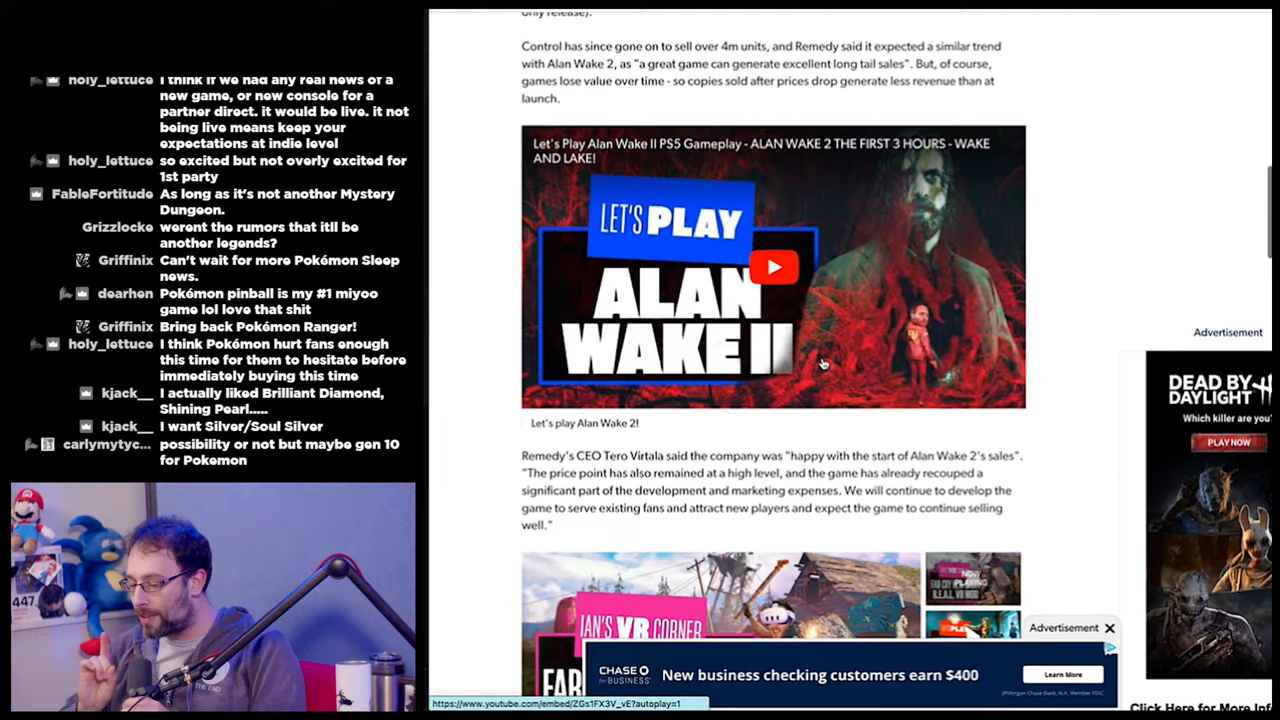 holy_lettuce I think if we had any real news of a
new game, or new console for a
partner direct. it would be live. it not
being live means keep your
expectations at indie level
holy_lettuce so excited but not overly excited for
1st party
FableFortitude As long as it's not another Mystery
Dungeon.
Grizzlocke werent the rumors that itll be
another legends?
Griffinix Can't wait for more Pokémon Sleep
news.
dearhen Pokémon pinball is my #1 miyoo
game lol love that shit
Griffinix Bring back Pokémon Ranger!
holy_lettuce I think Pokémon hurt fans enough
this time for them to hesitate before
immediately buying this time
kjack__ I actually liked Brilliant Diamond,
Shining Pearl.....
kjack__ I want Silver/Soul Silver
carlymytyc... possibility or not but maybe gen 10
for Pokemon
447
THE END
only release).
Control has since gone on to sell over 4m units, and Remedy said it expected a similar trend
with Alan Wake 2, as "a great game can generate excellent long tail sales". But, of course,
games lose value over time - so copies sold after prices drop generate less revenue than at
launch.
Let's Play Alan Wake II PS5 Gameplay - ALAN WAKE 2 THE FIRST 3 HOURS - WAKE
AND LAKE!
LET'S PLAY
ALAN
WAKE II
Let's play Alan Wake 2!
Remedy's CEO Tero Virtala said the company was "happy with the start of Alan Wake 2's sales".
"The price point has also remained at a high level, and the game has already recouped a
significant part of the development and marketing expenses. We will continue to develop the
game to serve existing fans and attract new players and expect the game to continue selling
well."
IAN'S VR CORNER
FAR
NOW
PLAYING
FAR CRY
R.E.A.L. VR MOD
Advertisement
DEAD BY
DAYLIGHT
Which killer are you?
PLAY NOW
Advertisement
CHASE
for BUSINESS
New business checking customers earn $400
Learn More
JPMorgan Chase Bank, N.A. Member FDIC
https://www.youtube.com/embed/ZGs1FX3V_vE?autoplay=1
Click Here For More Inf